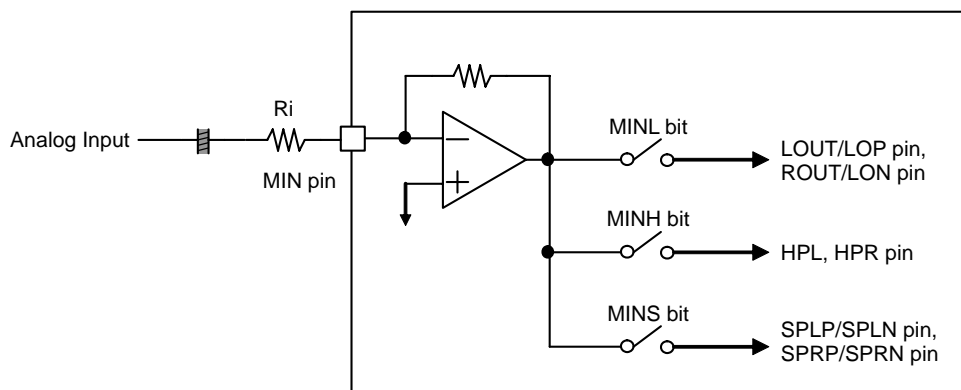 Analog Input
Ri
MIN pin
−
+
MINL bit
LOUT/LOP pin,
ROUT/LON pin
MINH bit
HPL, HPR pin
MINS bit
SPLP/SPLN pin,
SPRP/SPRN pin